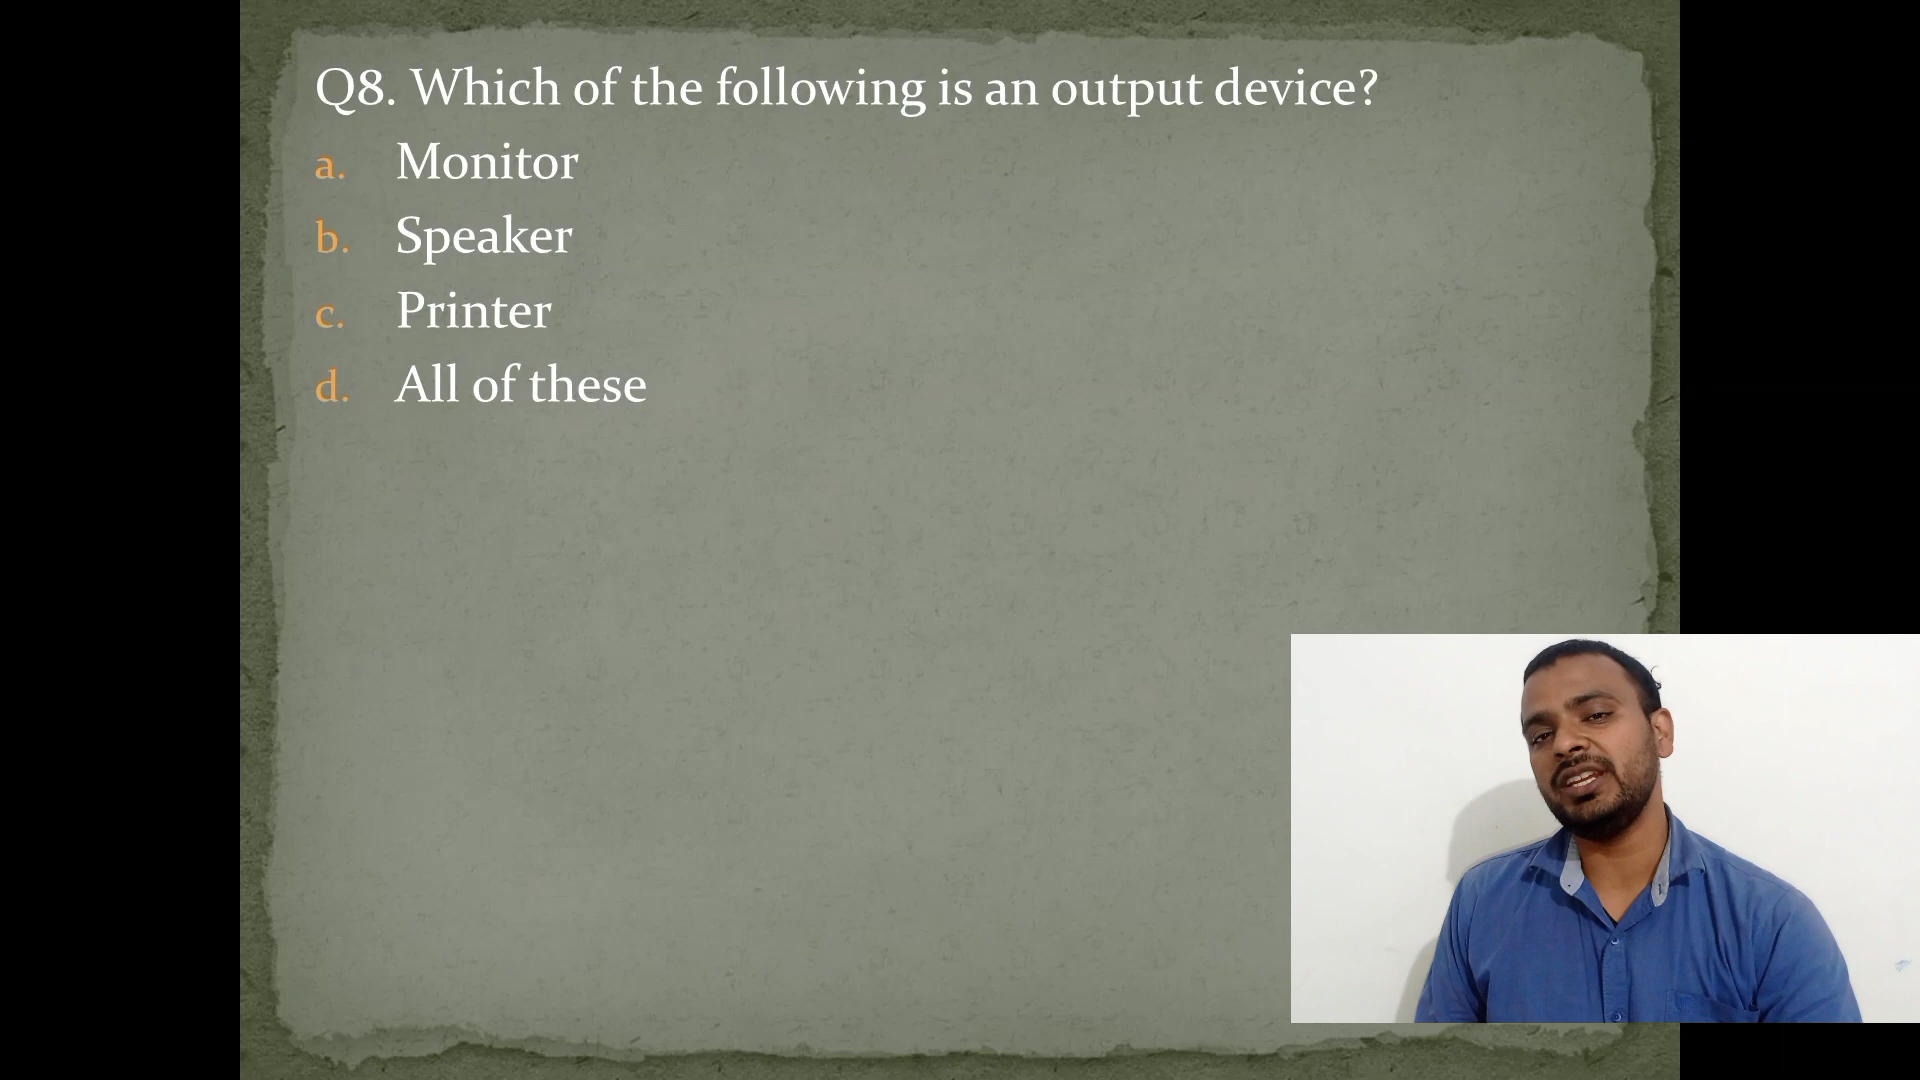 Q8. Which of the following is an output device?
a. Monitor
b. Speaker
c. Printer
d. All of these